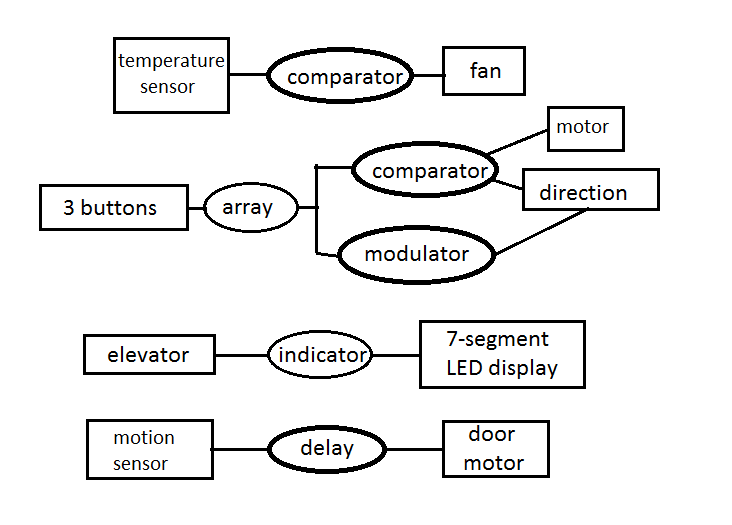 temperature
sensor
comparator
fan
motor
comparator
direction
3 buttons
array
modulator
elevator
indicator
7-segment
LED display
motion
sensor
delay
door
motor